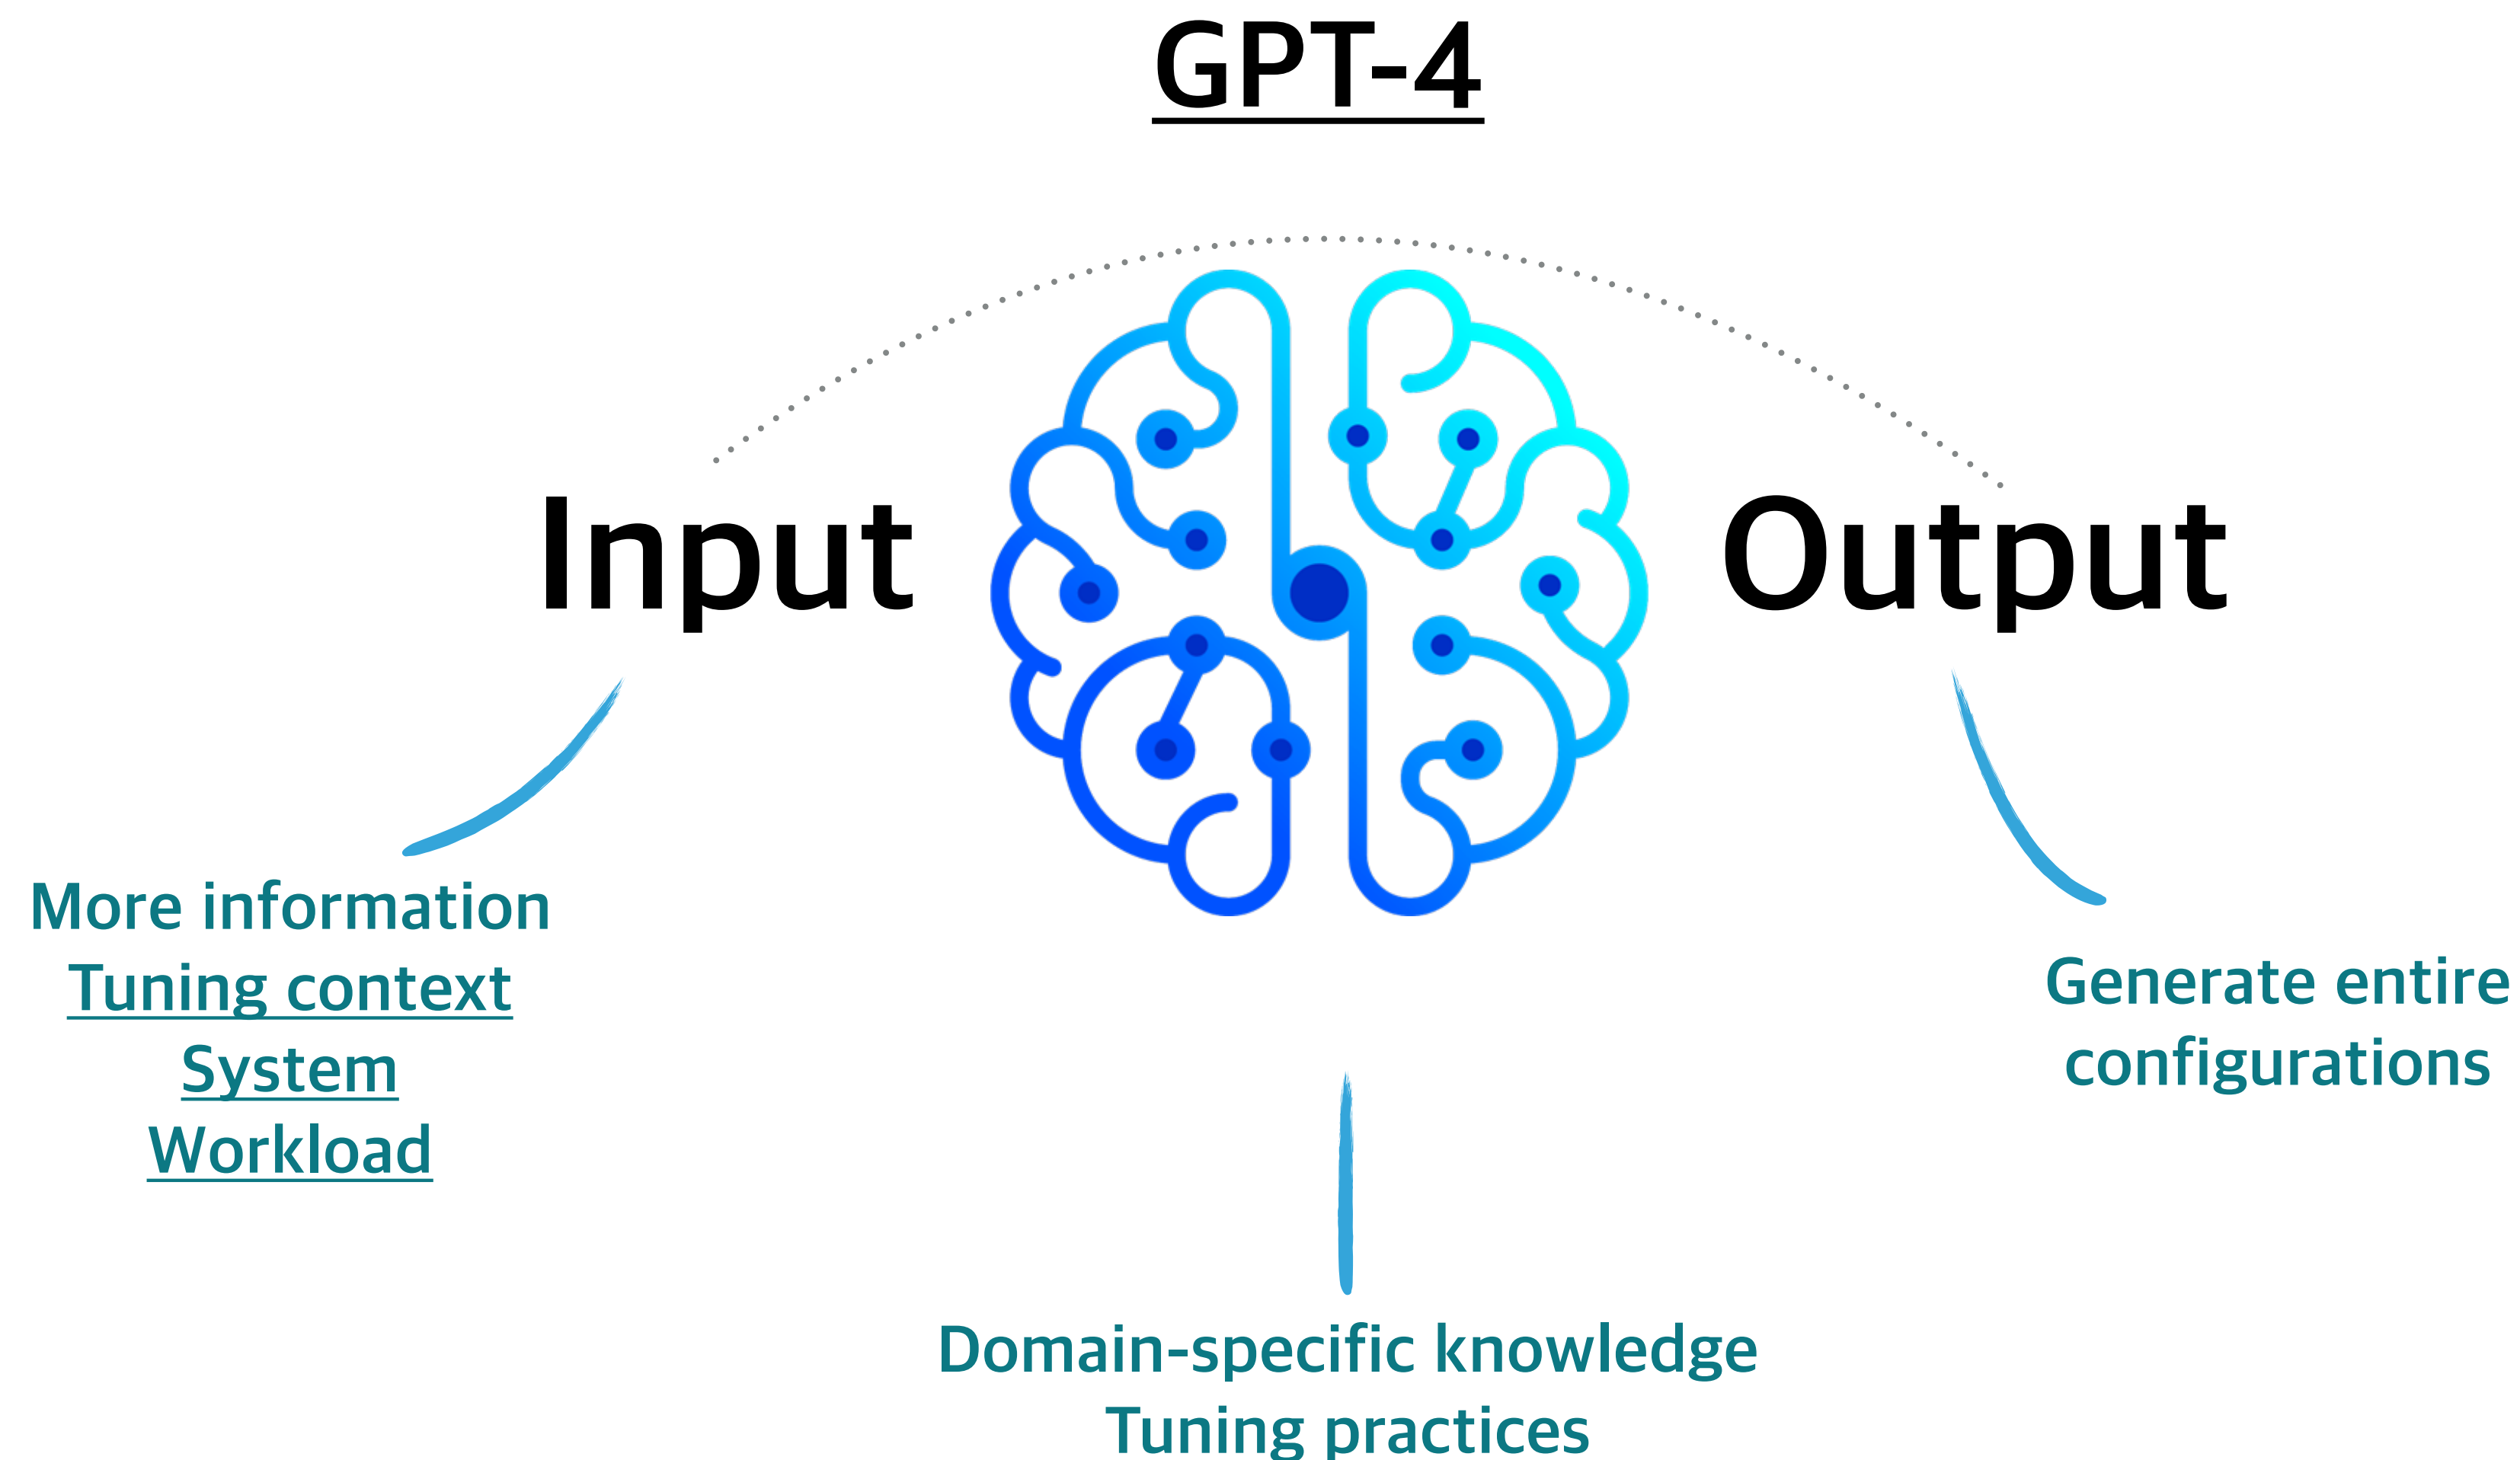 GPT-4
Input
Output
More information
Tuning context
System
Workload
Generate entire
configurations
Domain-specific knowledge
Tuning practices